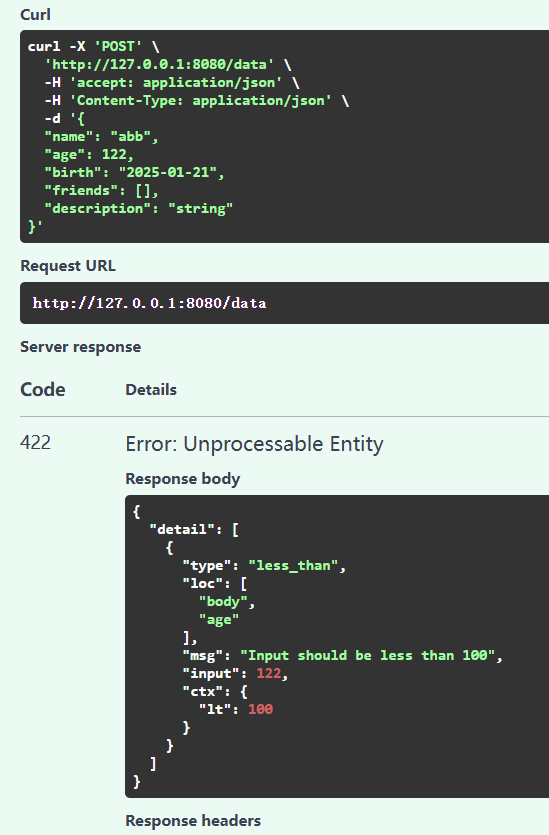 Curl
curl -X 'POST' \
  'http://127.0.0.1:8080/data' \
  -H 'accept: application/json' \
  -H 'Content-Type: application/json' \
  -d '{
  "name": "abb",
  "age": 122,
  "birth": "2025-01-21",
  "friends": [],
  "description": "string"
}'
Request URL
http://127.0.0.1:8080/data
Server response
Code Details
422 Error: Unprocessable Entity
Response body
{
  "detail": [
    {
      "type": "less_than",
      "loc": [
        "body",
        "age"
      ],
      "msg": "Input should be less than 100",
      "input": 122,
      "ctx": {
        "lt": 100
      }
    }
  ]
}
Response headers